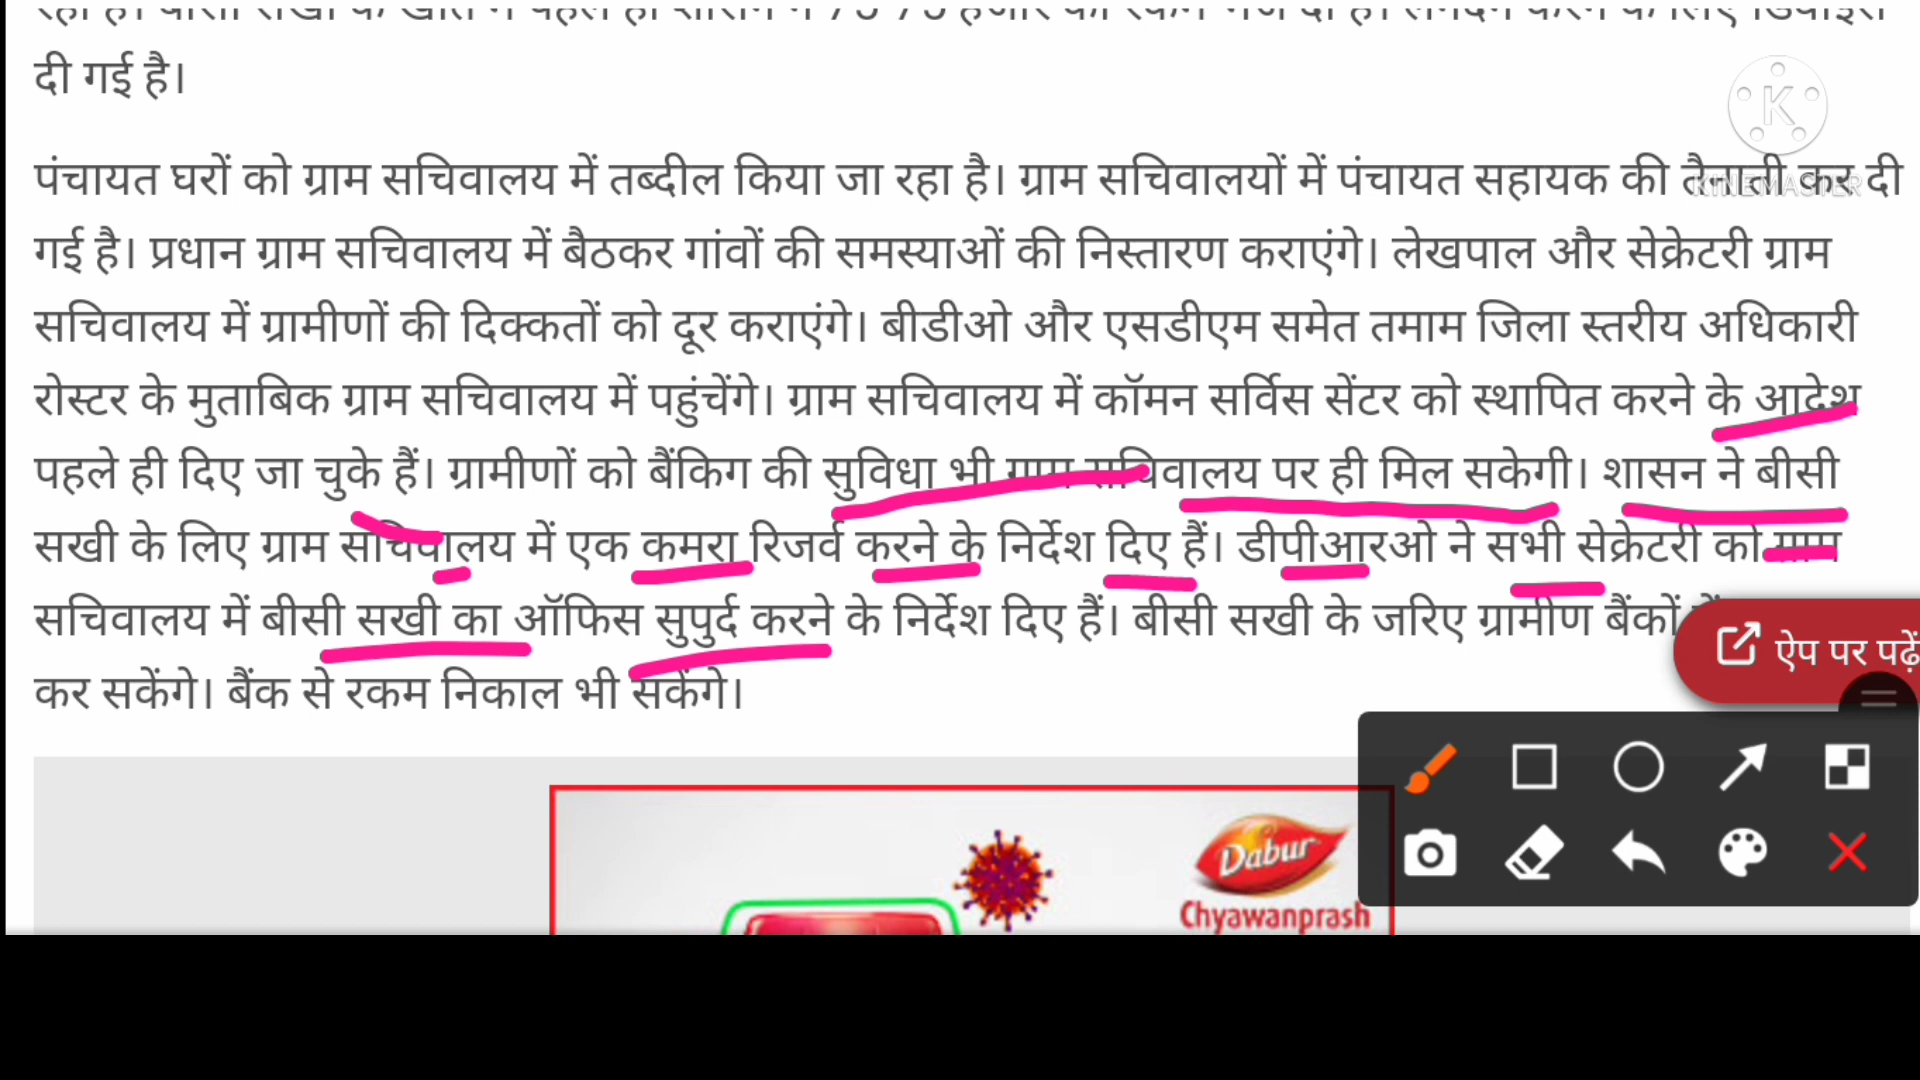 दी गई है।
पंचायत घरों को ग्राम सचिवालय में तब्दील किया जा रहा है। ग्राम सचिवालयों में पंचायत सहायक की तैनाती कर दी
KINEMASTER
गई है। प्रधान ग्राम सचिवालय में बैठकर गांवों की समस्याओं की निस्तारण कराएंगे। लेखपाल और सेक्रेटरी ग्राम
सचिवालय में ग्रामीणों की दिक्कतों को दूर कराएंगे। बीडीओ और एसडीएम समेत तमाम जिला स्तरीय अधिकारी
रोस्टर के मुताबिक ग्राम सचिवालय में पहुंचेंगे। ग्राम सचिवालय में कॉमन सर्विस सेंटर को स्थापित करने के आदेश
पहले ही दिए जा चुके हैं। ग्रामीणों को बैंकिग की सुविधा भी ग्राम सचिवालय पर ही मिल सकेगी। शासन ने बीसी
सखी के लिए ग्राम सचिवालय में एक कमरा रिजर्व करने के निर्देश दिए हैं। डीपीआरओ ने सभी सेक्रेटरी को ग्राम
सचिवालय में बीसी सखी का ऑफिस सुपुर्द करने के निर्देश दिए हैं। बीसी सखी के जरिए ग्रामीण बैंकों
ऐप पर पढ़ें
कर सकेंगे। बैंक से रकम निकाल भी सकेंगे।
Dabur
Chyawanprash